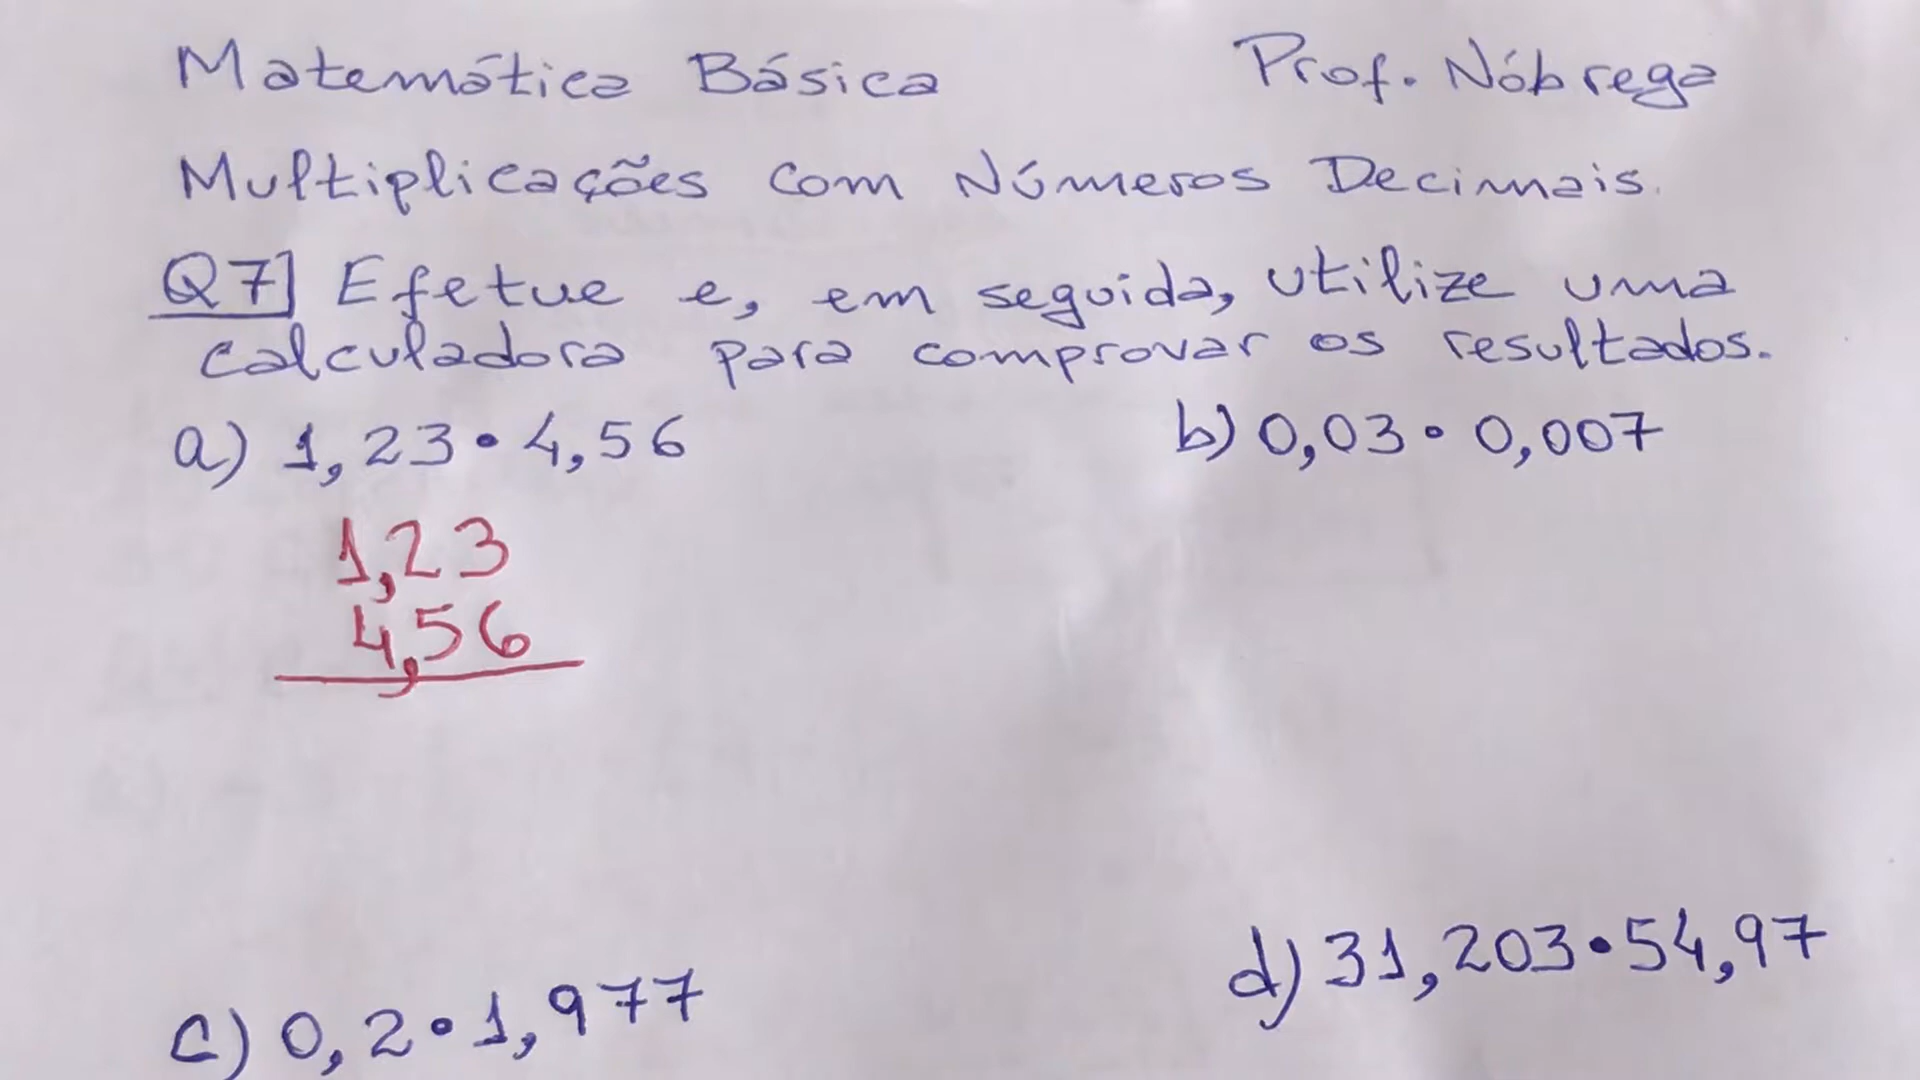 Matemática Básica Prof. Nóbrega
Multiplicações com Números Decimais.
Q7] Efetue e, em seguida, utilize uma
calculadora para comprovar os resultados.
a) 1,23 • 4,56 b) 0,03 • 0,007
1,23
4,56
c) 0,2 • 1,977 d) 31,203 • 54,97